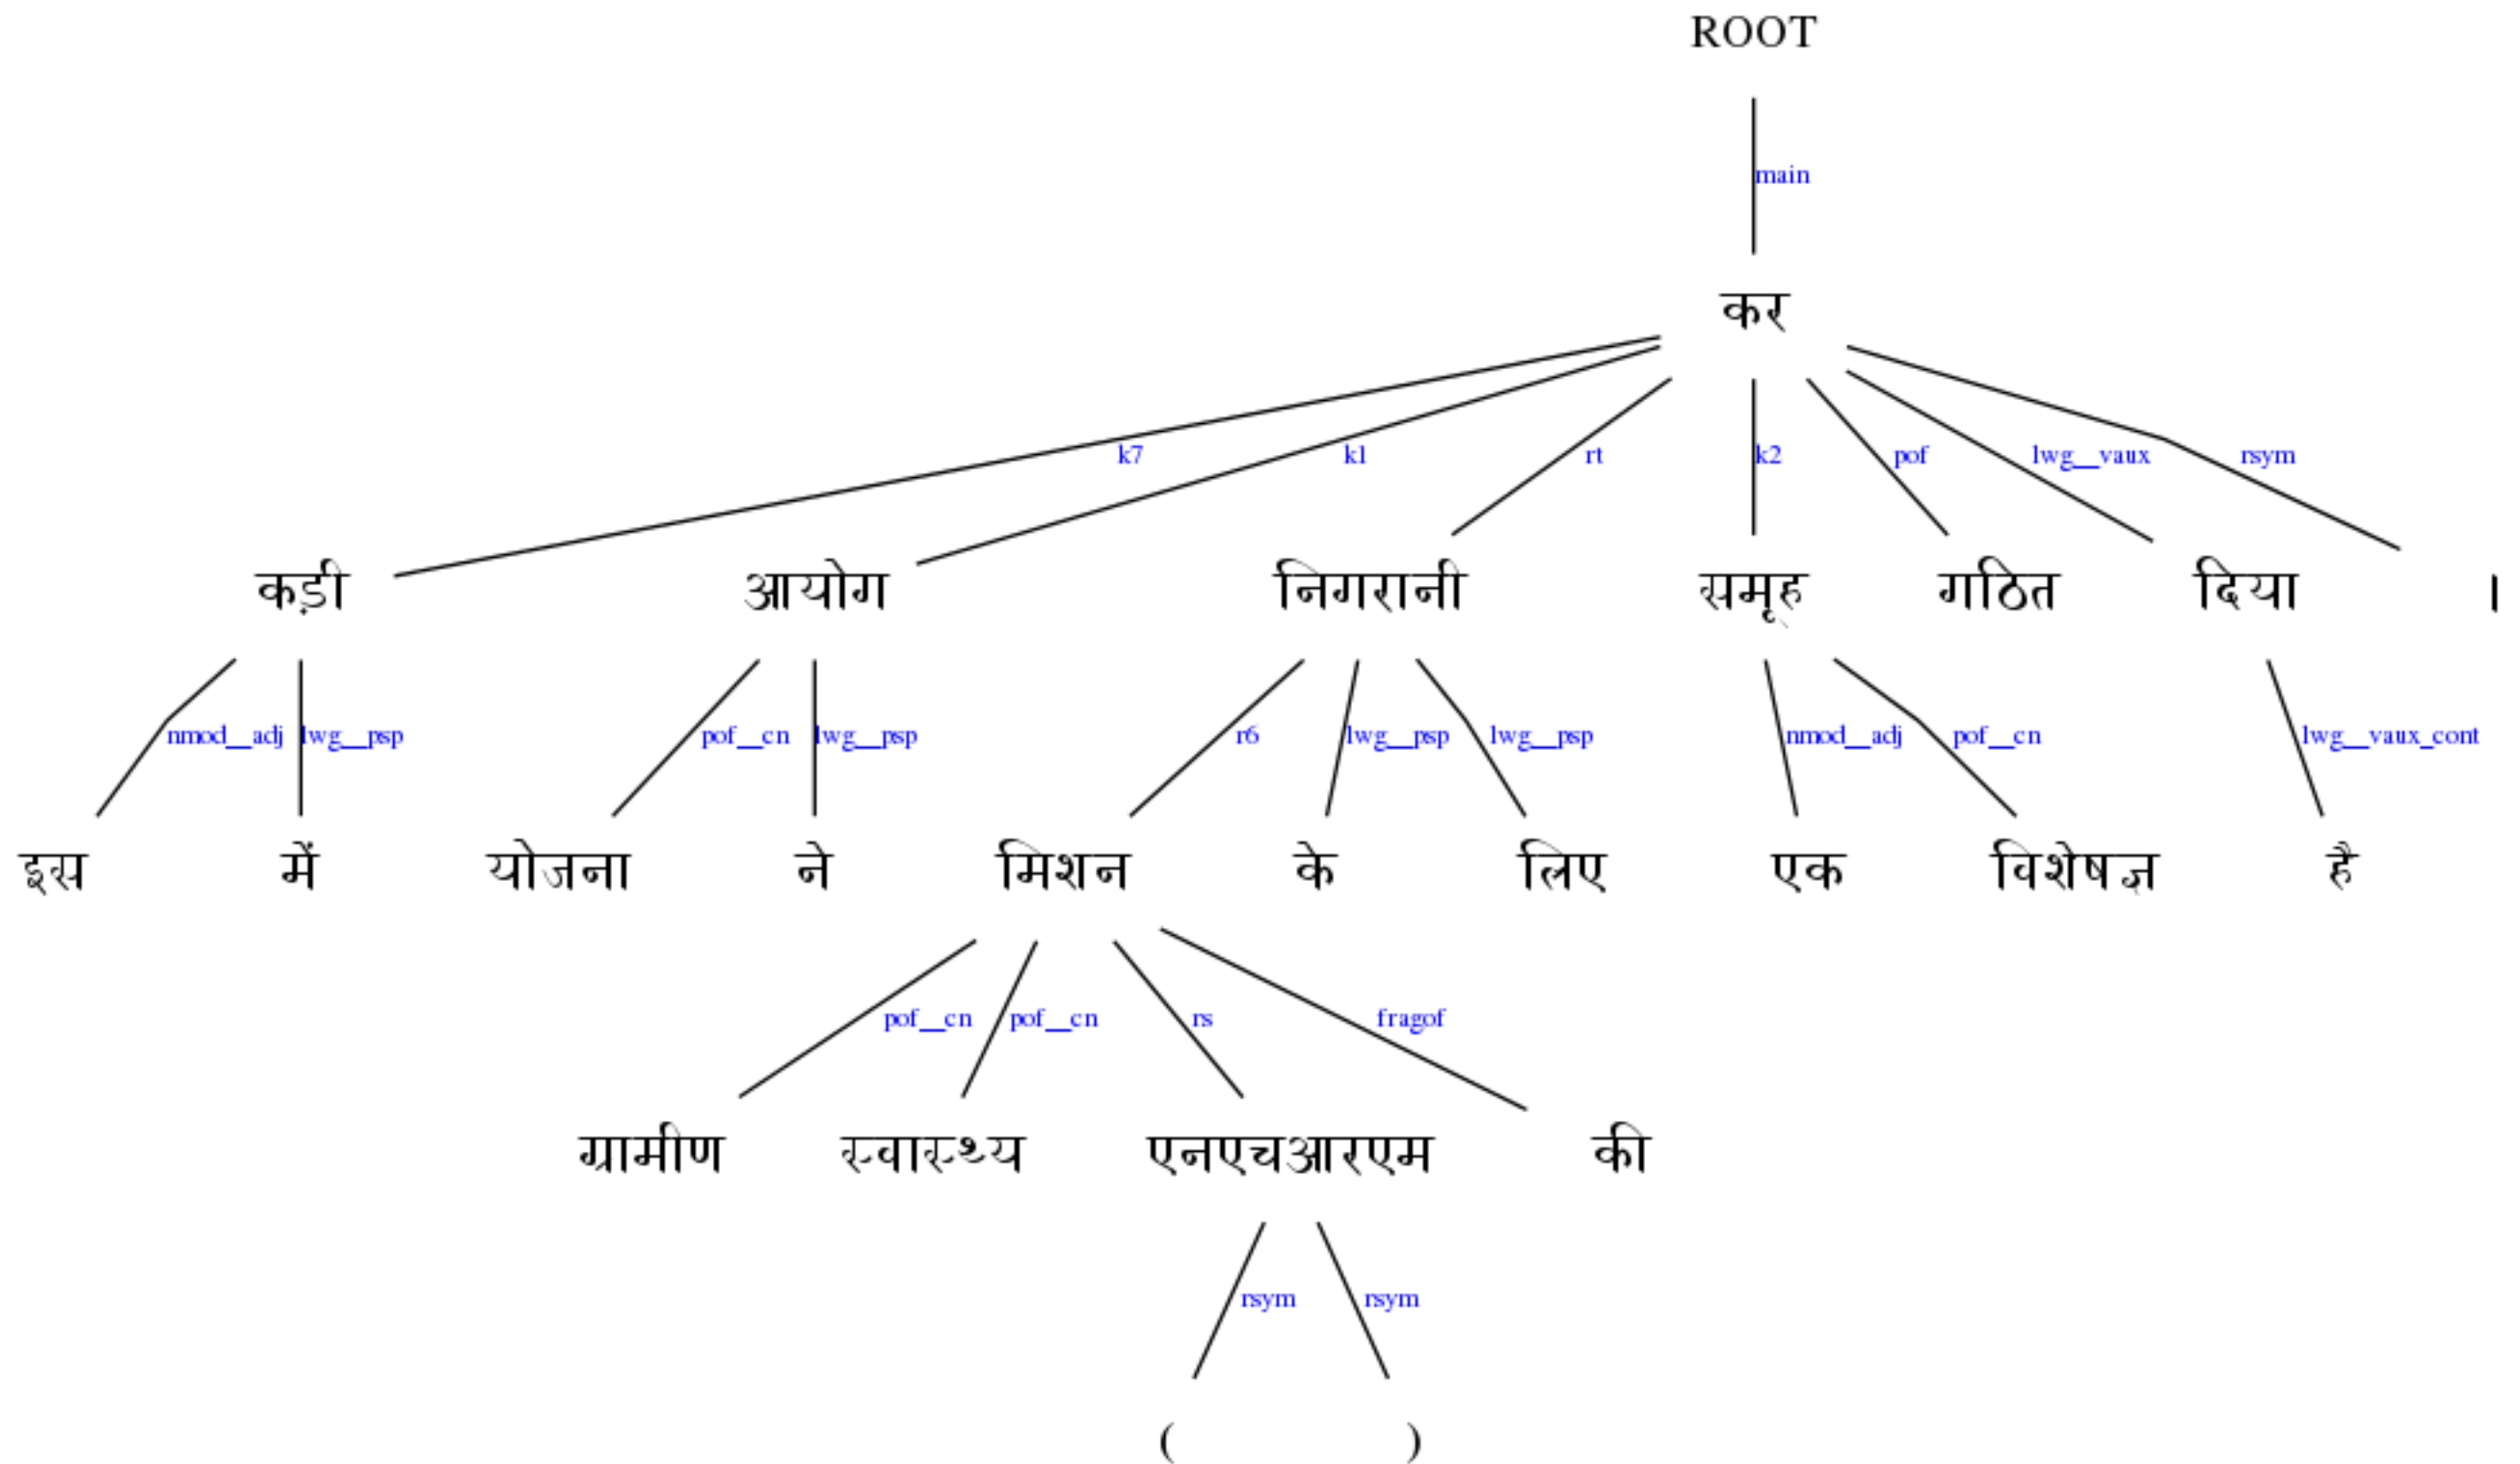 ROOT
main
कर
k7 k1 rt k2 pof lwg__vaux rsym
कड़ी आयोग निगरानी समूह गठित दिया ।
nmod__adj lwg__psp pof__cn lwg__psp r6 lwg__psp lwg__psp nmod__adj pof__cn lwg__vaux_cont
इस में योजना ने मिशन के लिए एक विशेषज्ञ है
pof__cn pof__cn rs fragof
ग्रामीण स्वास्थ्य एनएचआरएम की
rsym rsym
( )